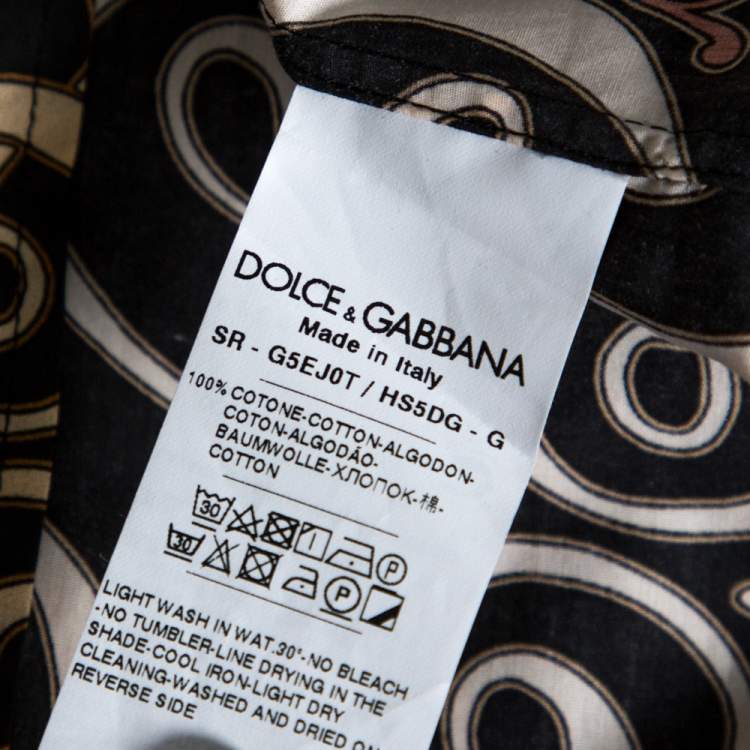 DOLCE & GABBANA
Made in Italy
SR - G5EJ0T / HS5DG - G
100% COTONE-COTTON-ALGODON-
COTON-ALGODÃO-
BAUMWOLLE-ХЛОПОК-棉-
COTTON
30
30
LIGHT WASH IN WAT.30°-NO BLEACH
-NO TUMBLER-LINE DRYING IN THE
SHADE-COOL IRON-LIGHT DRY
CLEANING-WASHED AND DRIED ON
REVERSE SIDE